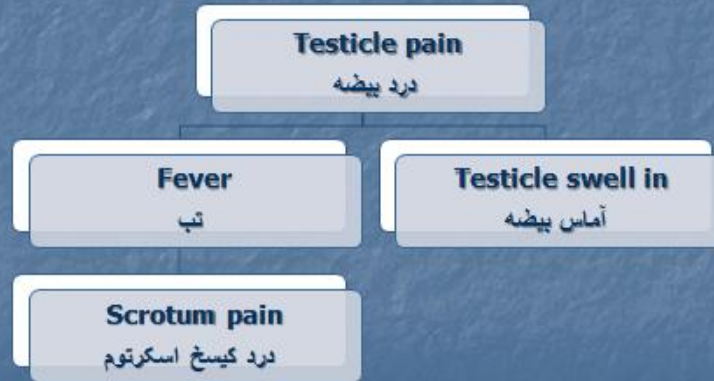 Testicle pain
درد بیضه
Fever
تب
Testicle swell in
آماس بیضه
Scrotum pain
درد کیسخ اسکرتوم